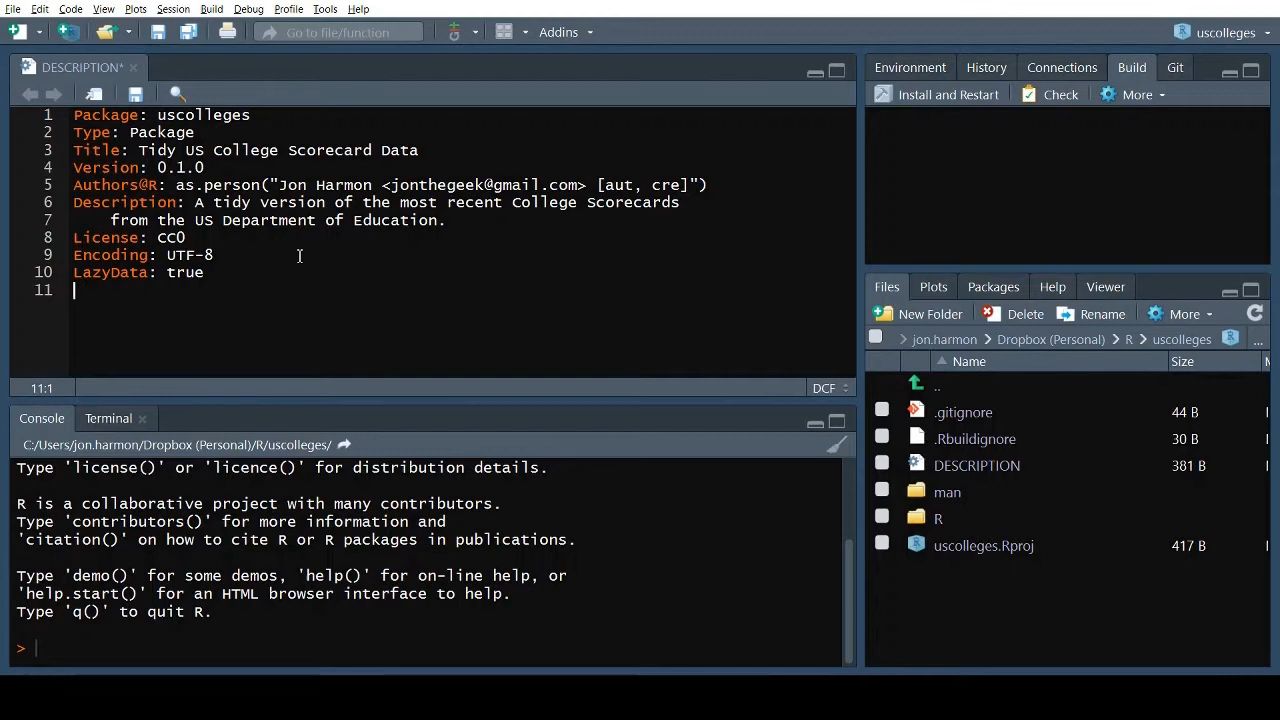 File Edit Code View Plots Session Build Debug Profile Tools Help
Go to file/function Addins uscolleges
DESCRIPTION*
1 Package: uscolleges
2 Type: Package
3 Title: Tidy US College Scorecard Data
4 Version: 0.1.0
5 Authors@R: as.person("Jon Harmon <jonthegeek@gmail.com> [aut, cre]")
6 Description: A tidy version of the most recent College Scorecards
7 from the US Department of Education.
8 License: CC0
9 Encoding: UTF-8
10 LazyData: true
11
11:1 DCF
Console Terminal
C:/Users/jon.harmon/Dropbox (Personal)/R/uscolleges/
Type 'license()' or 'licence()' for distribution details.
R is a collaborative project with many contributors.
Type 'contributors()' for more information and
'citation()' on how to cite R or R packages in publications.
Type 'demo()' for some demos, 'help()' for on-line help, or
'help.start()' for an HTML browser interface to help.
Type 'q()' to quit R.
>
Environment History Connections Build Git
Install and Restart Check More
Files Plots Packages Help Viewer
New Folder Delete Rename More
jon.harmon Dropbox (Personal) R uscolleges ...
Name Size
..
.gitignore 44 B
.Rbuildignore 30 B
DESCRIPTION 381 B
man
R
uscolleges.Rproj 417 B